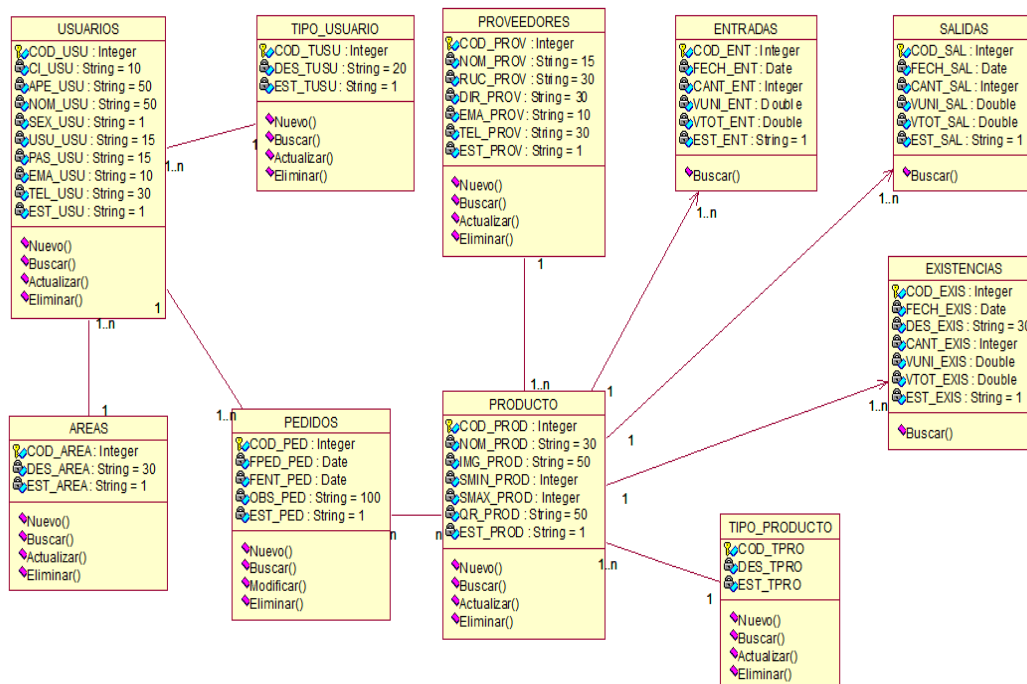 USUARIOS
COD_USU : Integer
CI_USU : String = 10
APE_USU : String = 50
NOM_USU : String = 50
SEX_USU : String = 1
USU_USU : String = 15
PAS_USU : String = 15
EMA_USU : String = 10
TEL_USU : String = 30
EST_USU : String = 1
Nuevo()
Buscar()
Actualizar()
Eliminar()
1..n
1
1..n
TIPO_USUARIO
COD_TUSU : Integer
DES_TUSU : String = 20
EST_TUSU : String = 1
Nuevo()
Buscar()
Actualizar()
Eliminar()
1
PROVEEDORES
COD_PROV : Integer
NOM_PROV : String = 15
RUC_PROV : String = 30
DIR_PROV : String = 30
EMA_PROV : String = 10
TEL_PROV : String = 30
EST_PROV : String = 1
Nuevo()
Buscar()
Actualizar()
Eliminar()
1
ENTRADAS
COD_ENT : Integer
FECH_ENT : Date
CANT_ENT : Integer
VUNI_ENT : Double
VTOT_ENT : Double
EST_ENT : String = 1
Buscar()
1..n
SALIDAS
COD_SAL : Integer
FECH_SAL : Date
CANT_SAL : Integer
VUNI_SAL : Double
VTOT_SAL : Double
EST_SAL : String = 1
Buscar()
1..n
EXISTENCIAS
COD_EXIS : Integer
FECH_EXIS : Date
DES_EXIS : String = 30
CANT_EXIS : Integer
VUNI_EXIS : Double
VTOT_EXIS : Double
EST_EXIS : String = 1
Buscar()
1..n
1
AREAS
COD_AREA : Integer
DES_AREA : String = 30
EST_AREA : String = 1
Nuevo()
Buscar()
Actualizar()
Eliminar()
1..n
PEDIDOS
COD_PED : Integer
FPED_PED : Date
FENT_PED : Date
OBS_PED : String = 100
EST_PED : String = 1
Nuevo()
Buscar()
Modificar()
Eliminar()
n
n
1..n
1
PRODUCTO
COD_PROD : Integer
NOM_PROD : String = 30
IMG_PROD : String = 50
SMIN_PROD : Integer
SMAX_PROD : Integer
QR_PROD : String = 50
EST_PROD : String = 1
Nuevo()
Buscar()
Actualizar()
Eliminar()
1
1
1..n
1
TIPO_PRODUCTO
COD_TPRO
DES_TPRO
EST_TPRO
Nuevo()
Buscar()
Actualizar()
Eliminar()